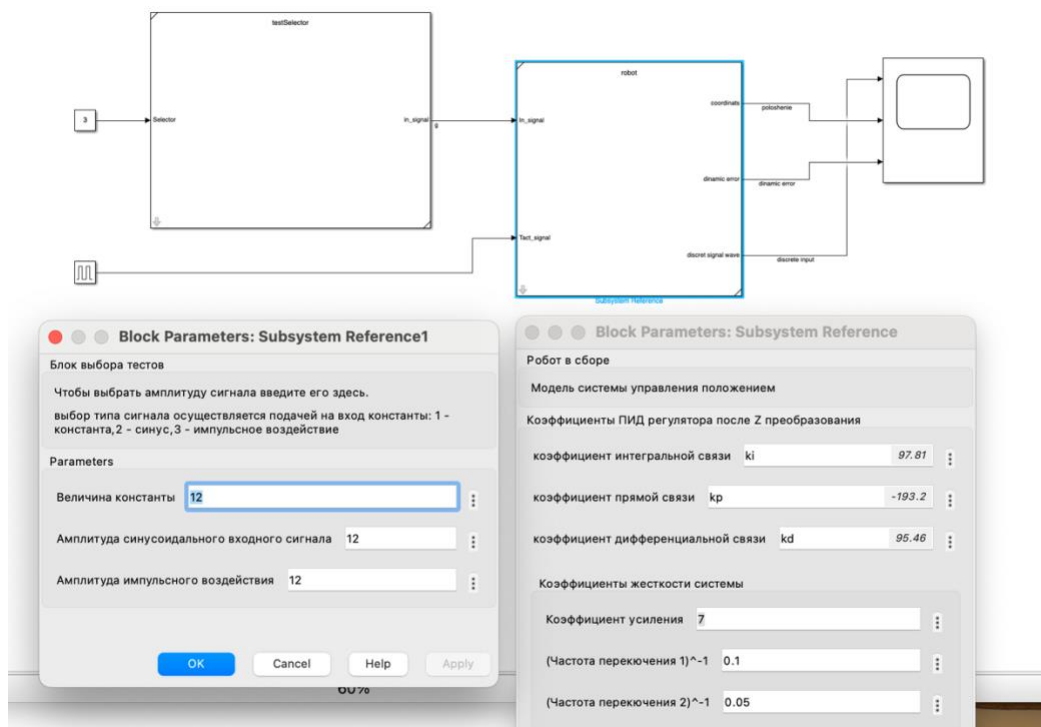 testSelector
3
Selector
In_signal
g
robot
In_signal
Tact_signal
coordinats
poloshenie
dinamic error
dinamic error
discret signal wave
discrete input
Subsystem Reference
Block Parameters: Subsystem Reference1
Блок выбора тестов
Чтобы выбрать амплитуду сигнала введите его здесь.
выбор типа сигнала осуществляется подачей на вход константы: 1 -
константа,2 - синус,3 - импульсное воздействие
Parameters
Величина константы 12
Амплитуда синусоидального входного сигнала 12
Амплитуда импульсного воздействия 12
OK Cancel Help Apply
60%
Block Parameters: Subsystem Reference
Робот в сборе
Модель системы управления положением
Коэффициенты ПИД регулятора после Z преобразования
коэффициент интегральной связи ki 97.81
коэффициент прямой связи kp -193.2
коэффициент дифференциальной связи kd 95.46
Коэффициенты жесткости системы
Коэффициент усиления 7
(Частота перекючения 1)^-1 0.1
(Частота перекючения 2)^-1 0.05